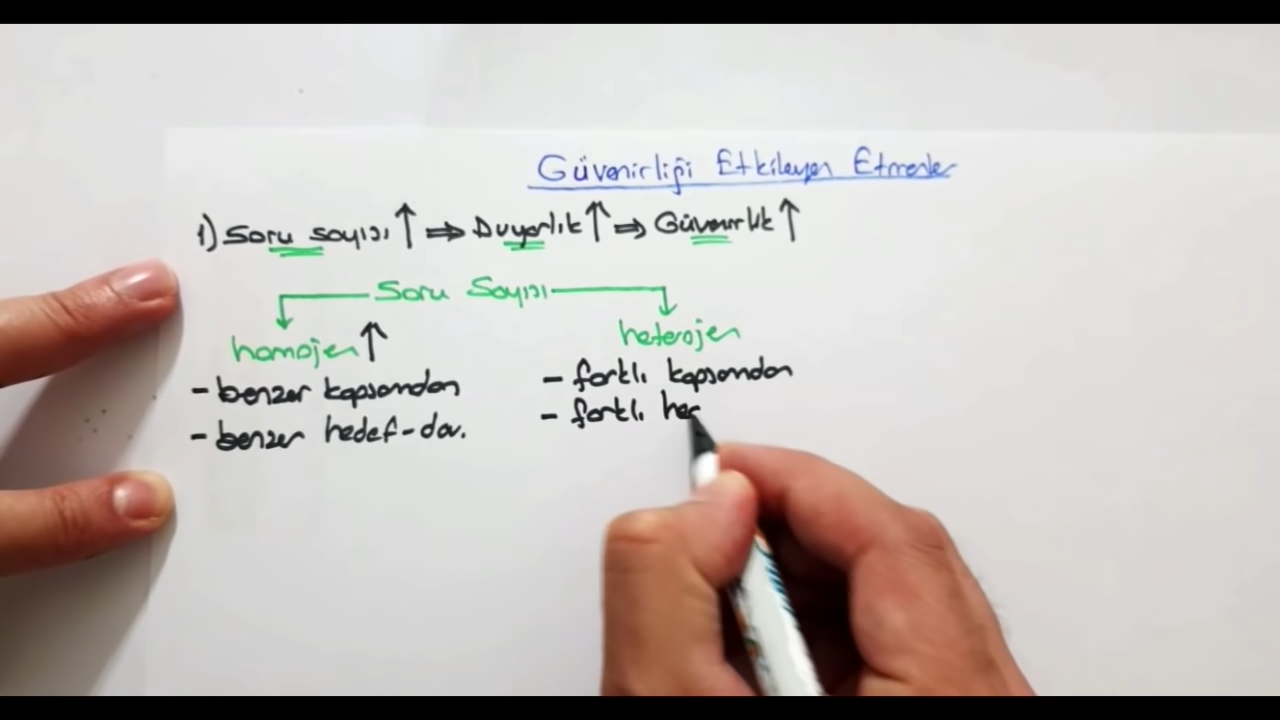 Güvenirliği Etkileyen Etmenler
1) Soru sayısı ↑ ⇒ Duyarlık ↑ ⇒ Güvenirlik ↑
Soru Sayısı
homojen ↑
heterojen
- benzer kapsamdan
- farklı kapsamdan
- benzer hedef-dav.
- farklı hed